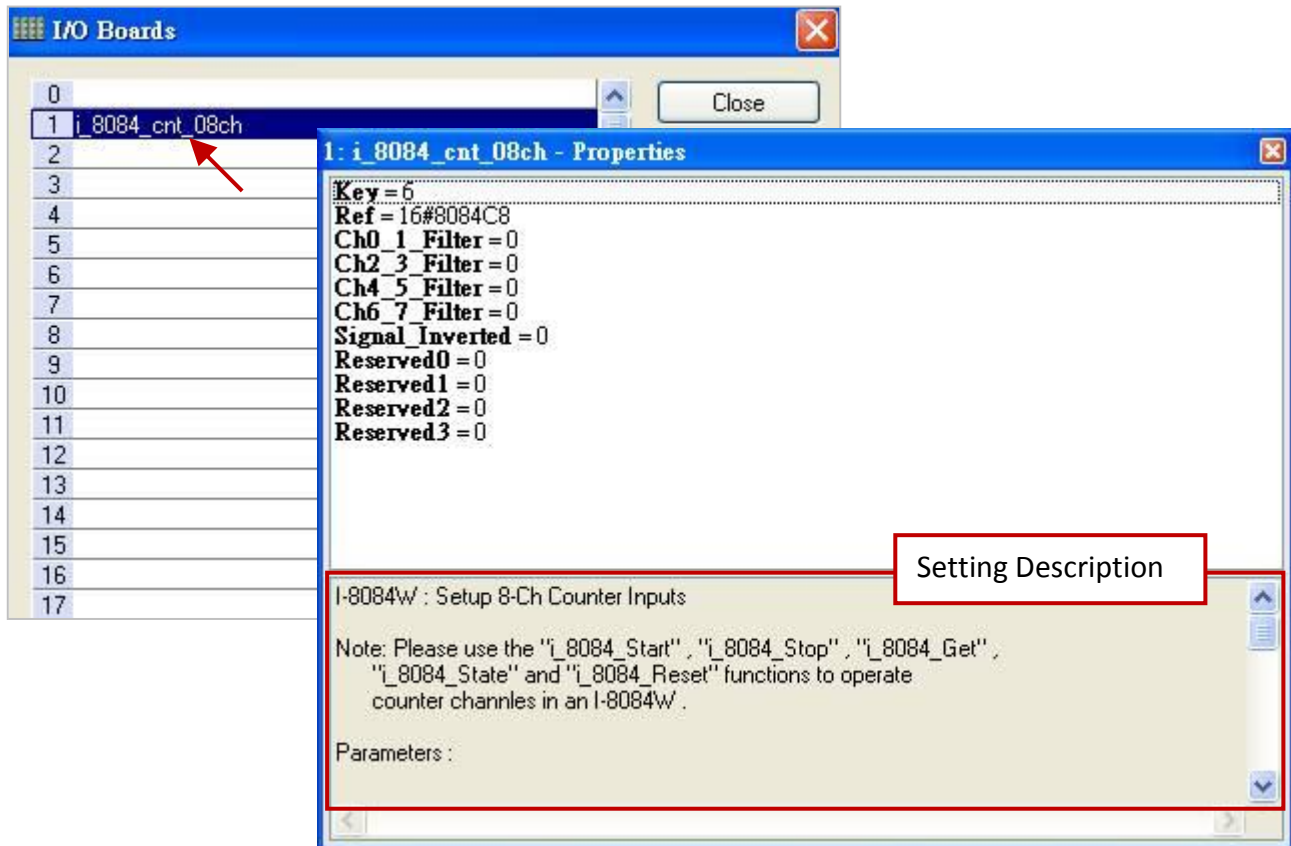 I/O Boards
Close
0
1 i_8084_cnt_08ch
2
3
4
5
6
7
8
9
10
11
12
13
14
15
16
17
1: i_8084_cnt_08ch - Properties
Key = 6
Ref = 16#8084C8
Ch0_1_Filter = 0
Ch2_3_Filter = 0
Ch4_5_Filter = 0
Ch6_7_Filter = 0
Signal_Inverted = 0
Reserved0 = 0
Reserved1 = 0
Reserved2 = 0
Reserved3 = 0
Setting Description
I-8084W : Setup 8-Ch Counter Inputs
Note: Please use the "i_8084_Start" , "i_8084_Stop" , "i_8084_Get" ,
"i_8084_State" and "i_8084_Reset" functions to operate
counter channles in an I-8084W .
Parameters :